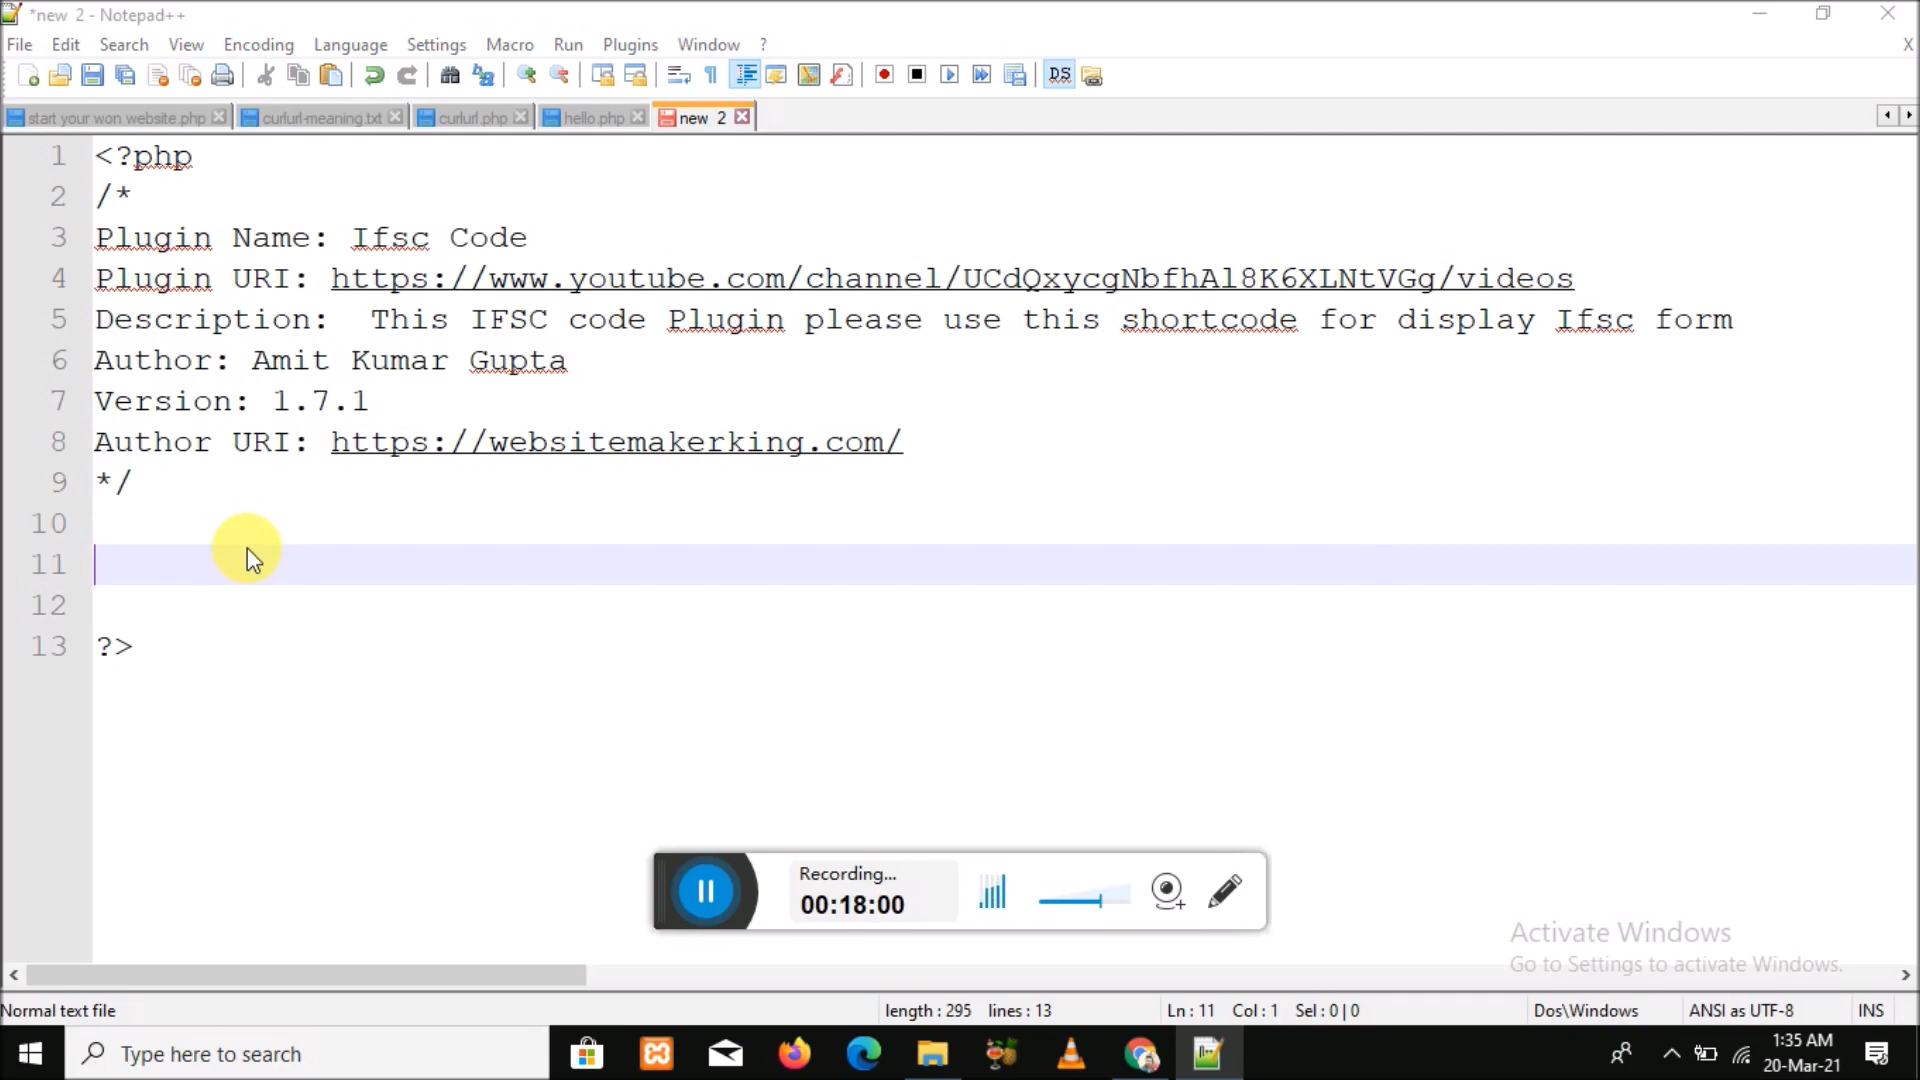 *new 2 - Notepad++
File Edit Search View Encoding Language Settings Macro Run Plugins Window ? X
start your won website.php curlurl-meaning.txt curlurl.php hello.php new 2
1 <?php
2 /*
3 Plugin Name: Ifsc Code
4 Plugin URI: https://www.youtube.com/channel/UCdQxycgNbfhAl8K6XLNtVGg/videos
5 Description:  This IFSC code Plugin please use this shortcode for display Ifsc form
6 Author: Amit Kumar Gupta
7 Version: 1.7.1
8 Author URI: https://websitemakerking.com/
9 */
10
11
12
13 ?>
Recording...
00:18:00
Activate Windows
Go to Settings to activate Windows.
Normal text file length : 295 lines : 13 Ln : 11 Col : 1 Sel : 0 | 0 Dos\Windows ANSI as UTF-8 INS
Type here to search
1:35 AM
20-Mar-21